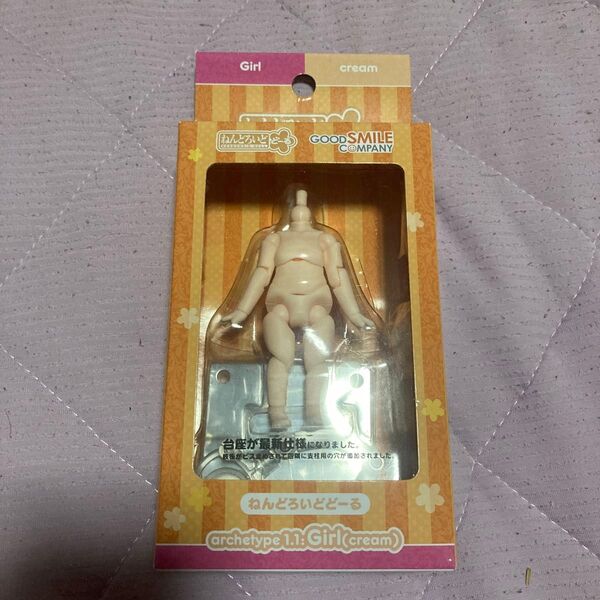 Girl
cream
ねんどろいどどーる
GOOD SMILE
COMPANY
台座が最新仕様になりました。
ねんどろいどどーる
archetype 1.1: Girl(cream)